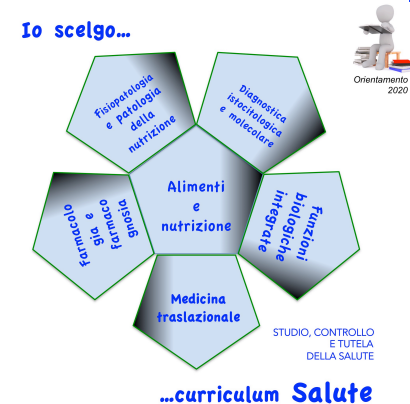 Io scelgo...
Orientamento
2020
Fisiopatologia
e patologia
della
nutrizione
Diagnostica
istocitologica
e molecolare
Alimenti
e
nutrizione
Farmacolo
gia e
farmaco
gnosia
Funzioni
biologiche
integrate
Medicina
traslazionale
STUDIO, CONTROLLO
E TUTELA
DELLA SALUTE
...curriculum Salute